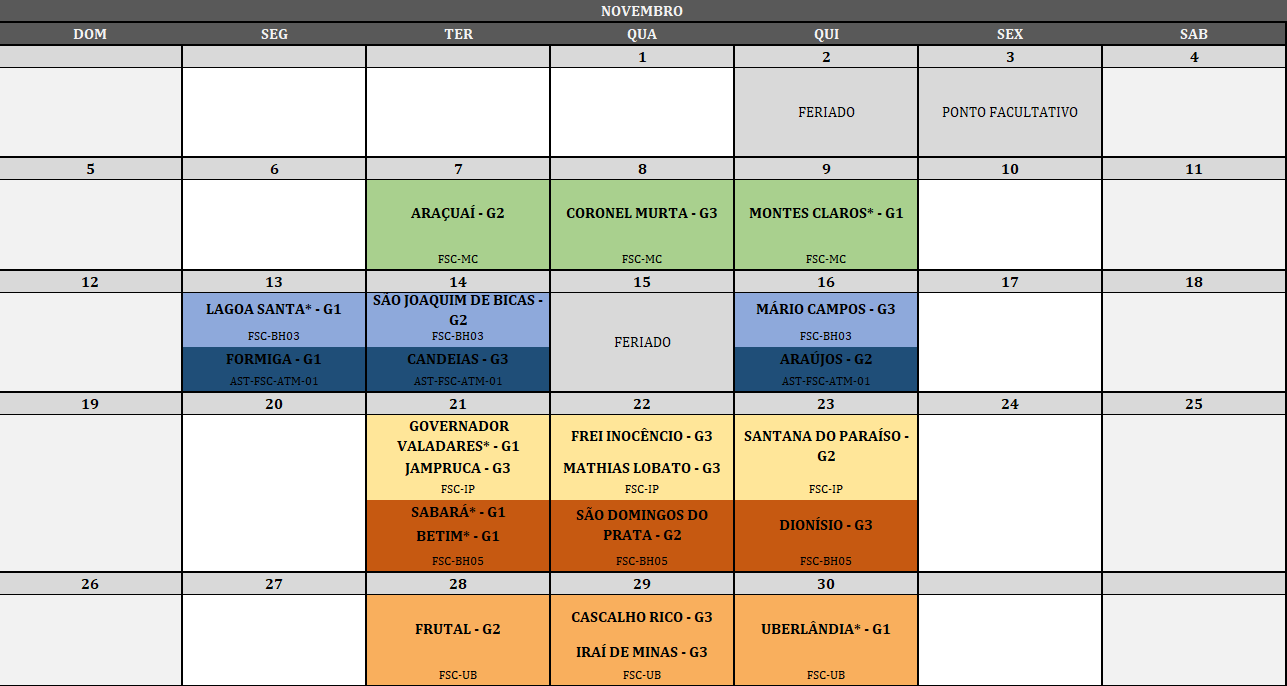 NOVEMBRO
DOM SEG TER QUA QUI SEX SAB
1 2 3 4
FERIADO PONTO FACULTATIVO
5 6 7 8 9 10 11
ARAÇUAÍ - G2 CORONEL MURTA - G3 MONTES CLAROS* - G1
FSC-MC FSC-MC FSC-MC
12 13 14 15 16 17 18
LAGOA SANTA* - G1
FSC-BH03
FORMIGA - G1
AST-FSC-ATM-01
SÃO JOAQUIM DE BICAS -
G2
FSC-BH03
CANDEIAS - G3
AST-FSC-ATM-01
FERIADO
MÁRIO CAMPOS - G3
FSC-BH03
ARAÚJOS - G2
AST-FSC-ATM-01
19 20 21 22 23 24 25
GOVERNADOR
VALADARES* - G1
JAMPRUCA - G3
FSC-IP
SABARÁ* - G1
BETIM* - G1
FSC-BH05
FREI INOCÊNCIO - G3
MATHIAS LOBATO - G3
FSC-IP
SÃO DOMINGOS DO
PRATA - G2
FSC-BH05
SANTANA DO PARAÍSO -
G2
FSC-IP
DIONÍSIO - G3
FSC-BH05
26 27 28 29 30
FRUTAL - G2
FSC-UB
CASCALHO RICO - G3
IRAÍ DE MINAS - G3
FSC-UB
UBERLÂNDIA* - G1
FSC-UB